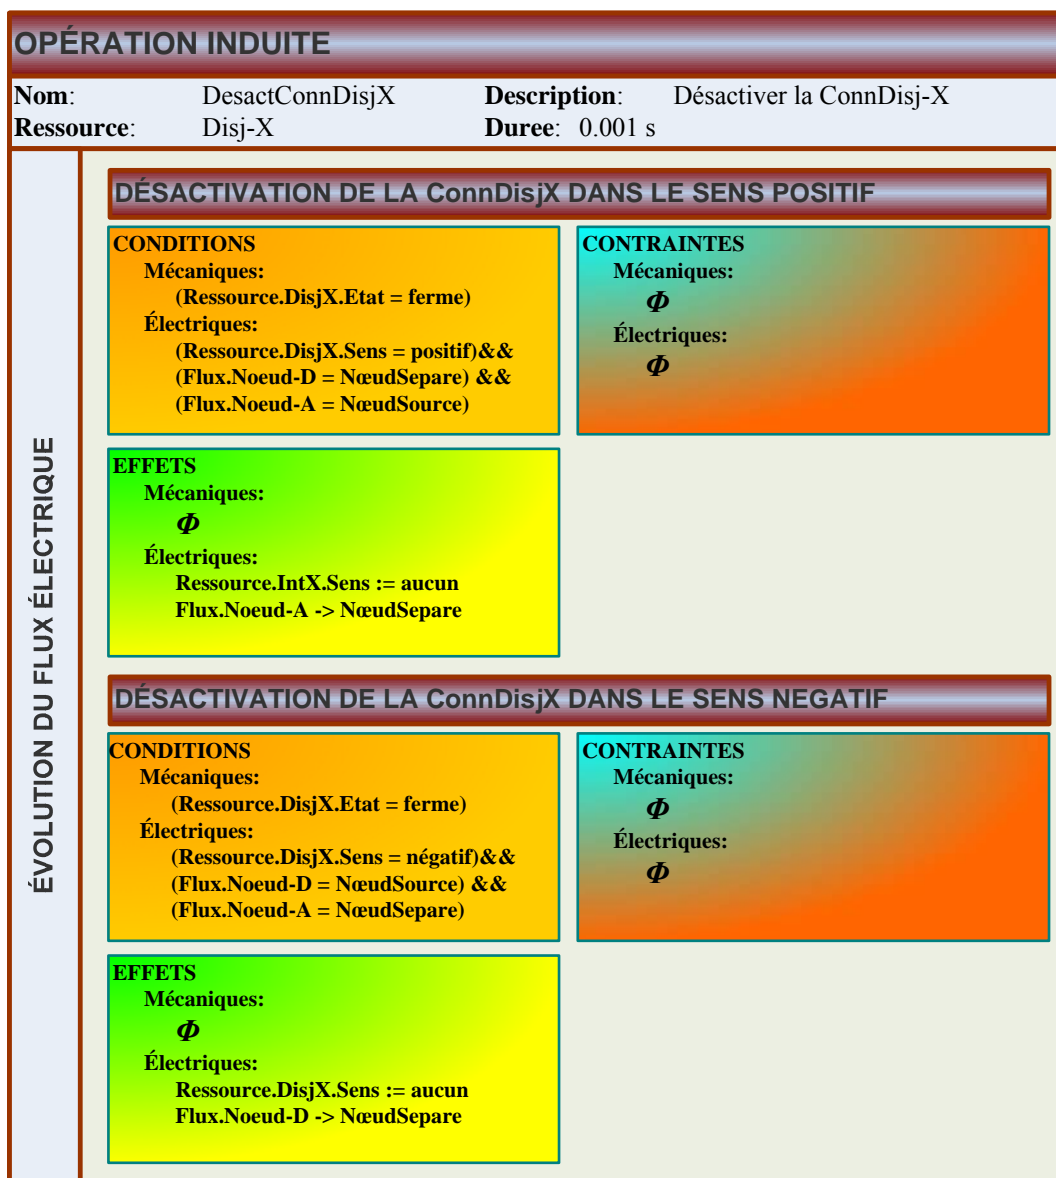 OPÉRATION INDUITE
Nom: DesactConnDisjX Description: Désactiver la ConnDisj-X
Ressource: Disj-X Duree: 0.001 s
ÉVOLUTION DU FLUX ÉLECTRIQUE
DÉSACTIVATION DE LA ConnDisjX DANS LE SENS POSITIF
CONDITIONS
Mécaniques:
(Ressource.DisjX.Etat = ferme)
Électriques:
(Ressource.DisjX.Sens = positif)&&
(Flux.Noeud-D = NœudSepare) &&
(Flux.Noeud-A = NœudSource)
CONTRAINTES
Mécaniques:
Φ
Électriques:
Φ
EFFETS
Mécaniques:
Φ
Électriques:
Ressource.IntX.Sens := aucun
Flux.Noeud-A -> NœudSepare
DÉSACTIVATION DE LA ConnDisjX DANS LE SENS NEGATIF
CONDITIONS
Mécaniques:
(Ressource.DisjX.Etat = ferme)
Électriques:
(Ressource.DisjX.Sens = négatif)&&
(Flux.Noeud-D = NœudSource) &&
(Flux.Noeud-A = NœudSepare)
CONTRAINTES
Mécaniques:
Φ
Électriques:
Φ
EFFETS
Mécaniques:
Φ
Électriques:
Ressource.DisjX.Sens := aucun
Flux.Noeud-D -> NœudSepare